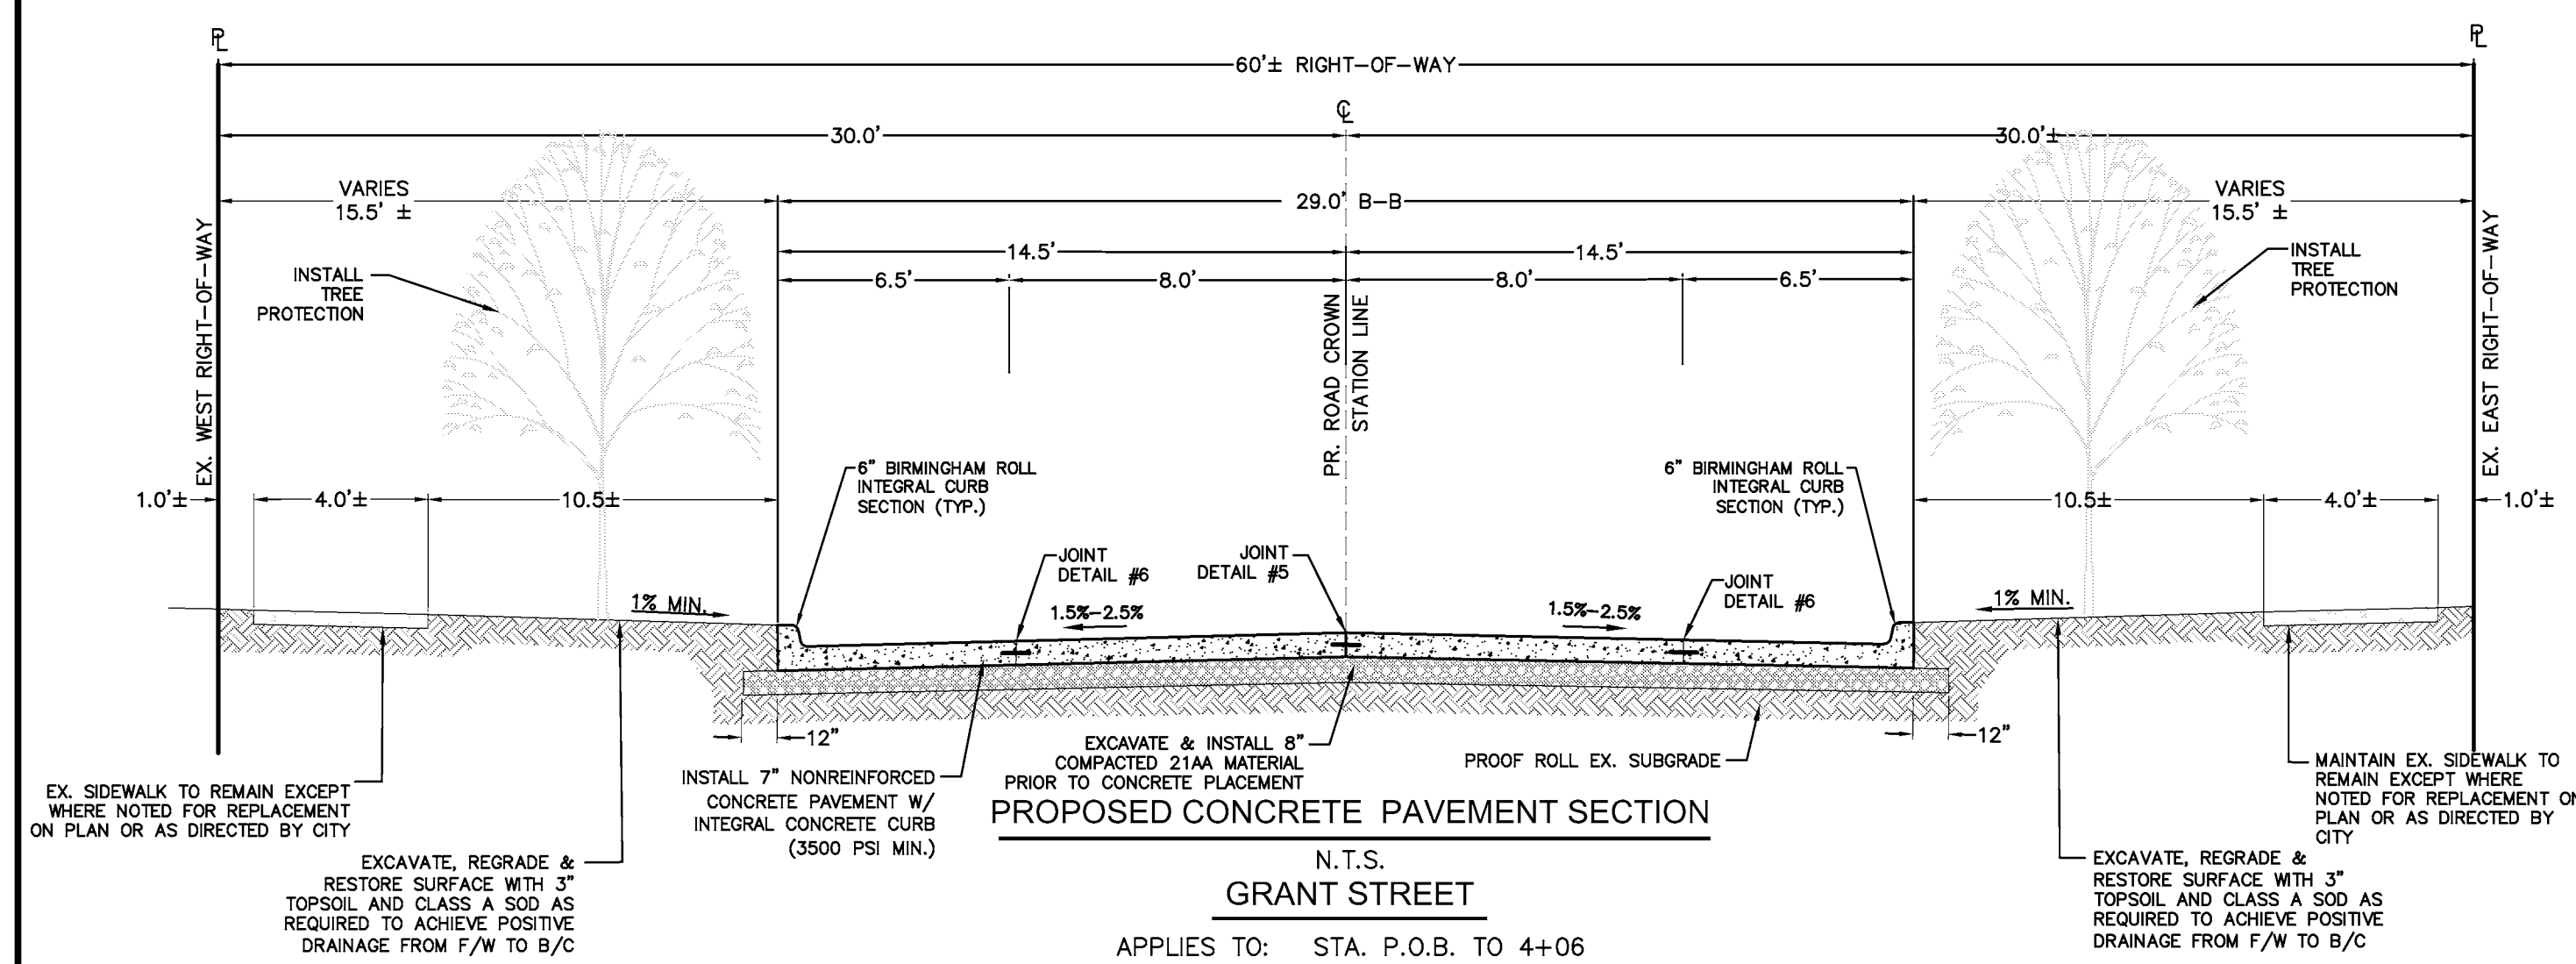 ℄
℄
60'± RIGHT-OF-WAY
℄
30.0'
30.0'±
VARIES
15.5' ±
29.0' B-B
VARIES
15.5' ±
14.5'
14.5'
6.5'
8.0'
8.0'
6.5'
INSTALL
TREE
PROTECTION
INSTALL
TREE
PROTECTION
EX. WEST RIGHT-OF-WAY
PR. ROAD CROWN
STATION LINE
EX. EAST RIGHT-OF-WAY
6" BIRMINGHAM ROLL
INTEGRAL CURB
SECTION (TYP.)
6" BIRMINGHAM ROLL
INTEGRAL CURB
SECTION (TYP.)
1.0'±
4.0'±
10.5±
10.5±
4.0'±
1.0'±
JOINT
DETAIL #6
JOINT
DETAIL #5
JOINT
DETAIL #6
1% MIN.
1.5%-2.5%
1.5%-2.5%
1% MIN.
12"
12"
EX. SIDEWALK TO REMAIN EXCEPT
WHERE NOTED FOR REPLACEMENT
ON PLAN OR AS DIRECTED BY CITY
EXCAVATE, REGRADE &
RESTORE SURFACE WITH 3"
TOPSOIL AND CLASS A SOD AS
REQUIRED TO ACHIEVE POSITIVE
DRAINAGE FROM F/W TO B/C
INSTALL 7" NONREINFORCED
CONCRETE PAVEMENT W/
INTEGRAL CONCRETE CURB
(3500 PSI MIN.)
EXCAVATE & INSTALL 8"
COMPACTED 21AA MATERIAL
PRIOR TO CONCRETE PLACEMENT
PROOF ROLL EX. SUBGRADE
MAINTAIN EX. SIDEWALK TO
REMAIN EXCEPT WHERE
NOTED FOR REPLACEMENT ON
PLAN OR AS DIRECTED BY
CITY
EXCAVATE, REGRADE &
RESTORE SURFACE WITH 3"
TOPSOIL AND CLASS A SOD AS
REQUIRED TO ACHIEVE POSITIVE
DRAINAGE FROM F/W TO B/C
PROPOSED CONCRETE PAVEMENT SECTION
N.T.S.
GRANT STREET
APPLIES TO: STA. P.O.B. TO 4+06